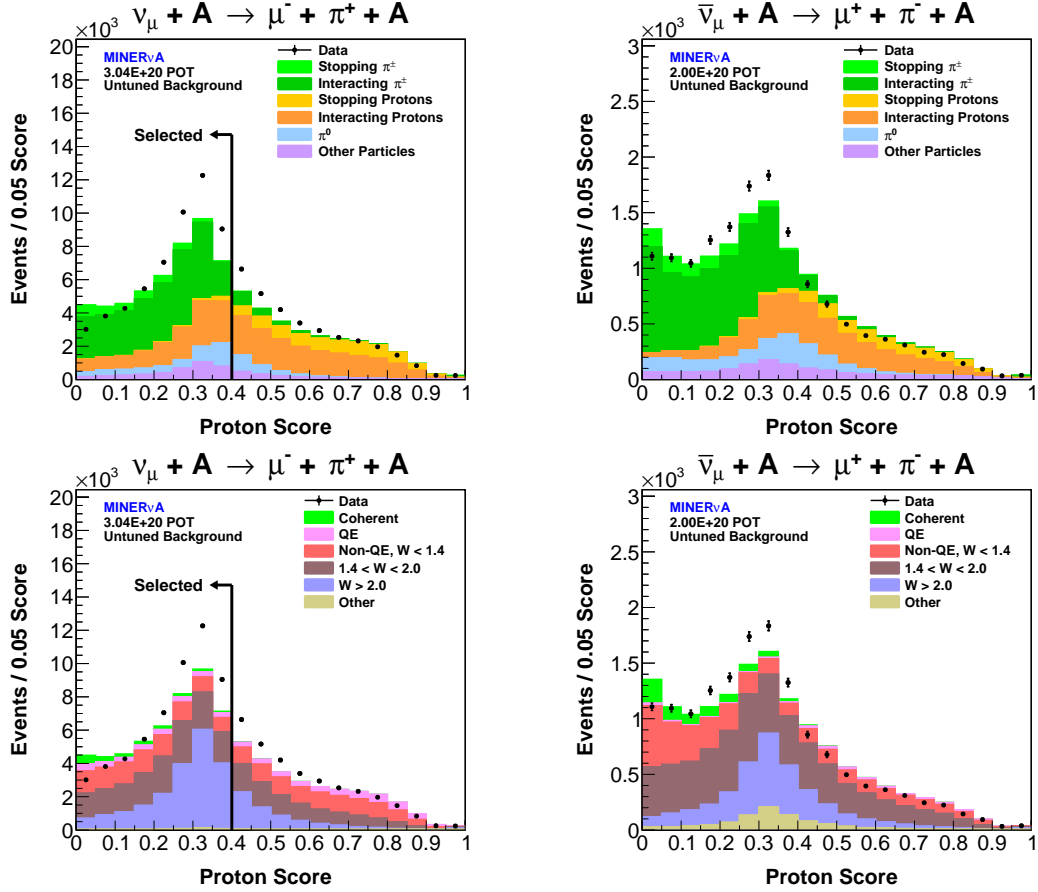 ν_μ + A → μ⁻ + π⁺ + A
×10³
20
18
16
14
12
10
8
6
4
2
0
Events / 0.05 Score
MINERνA
3.04E+20 POT
Untuned Background
Data
Stopping π±
Interacting π±
Stopping Protons
Interacting Protons
π⁰
Other Particles
Selected
0 0.1 0.2 0.3 0.4 0.5 0.6 0.7 0.8 0.9 1
Proton Score
ν̄_μ + A → μ⁺ + π⁻ + A
×10³
3
2.5
2
1.5
1
0.5
0
Events / 0.05 Score
MINERνA
2.00E+20 POT
Untuned Background
Data
Stopping π±
Interacting π±
Stopping Protons
Interacting Protons
π⁰
Other Particles
0 0.1 0.2 0.3 0.4 0.5 0.6 0.7 0.8 0.9 1
Proton Score
ν_μ + A → μ⁻ + π⁺ + A
×10³
20
18
16
14
12
10
8
6
4
2
0
Events / 0.05 Score
MINERνA
3.04E+20 POT
Untuned Background
Data
Coherent
QE
Non-QE, W < 1.4
1.4 < W < 2.0
W > 2.0
Other
Selected
0 0.1 0.2 0.3 0.4 0.5 0.6 0.7 0.8 0.9 1
Proton Score
ν̄_μ + A → μ⁺ + π⁻ + A
×10³
3
2.5
2
1.5
1
0.5
0
Events / 0.05 Score
MINERνA
2.00E+20 POT
Untuned Background
Data
Coherent
QE
Non-QE, W < 1.4
1.4 < W < 2.0
W > 2.0
Other
0 0.1 0.2 0.3 0.4 0.5 0.6 0.7 0.8 0.9 1
Proton Score